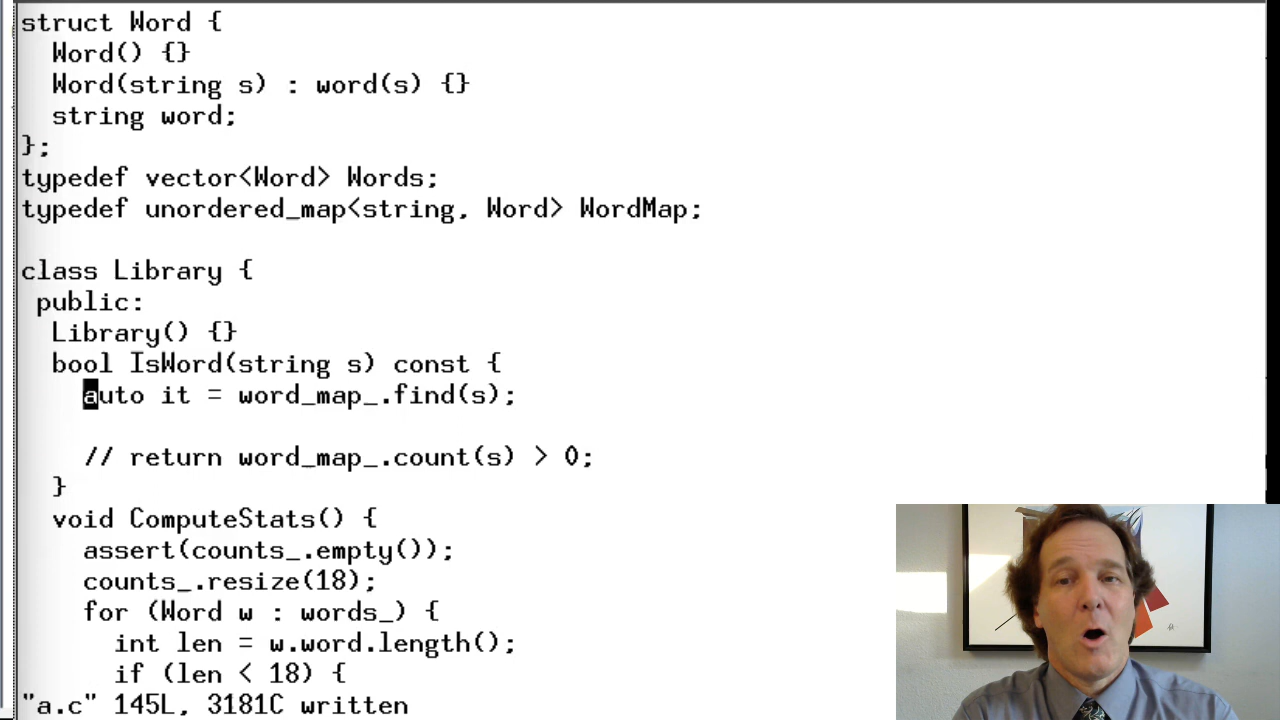 struct Word {
  Word() {}
  Word(string s) : word(s) {}
  string word;
};
typedef vector<Word> Words;
typedef unordered_map<string, Word> WordMap;

class Library {
 public:
  Library() {}
  bool IsWord(string s) const {
    auto it = word_map_.find(s);

    // return word_map_.count(s) > 0;
  }
  void ComputeStats() {
    assert(counts_.empty());
    counts_.resize(18);
    for (Word w : words_) {
      int len = w.word.length();
      if (len < 18) {
"a.c" 145L, 3181C written